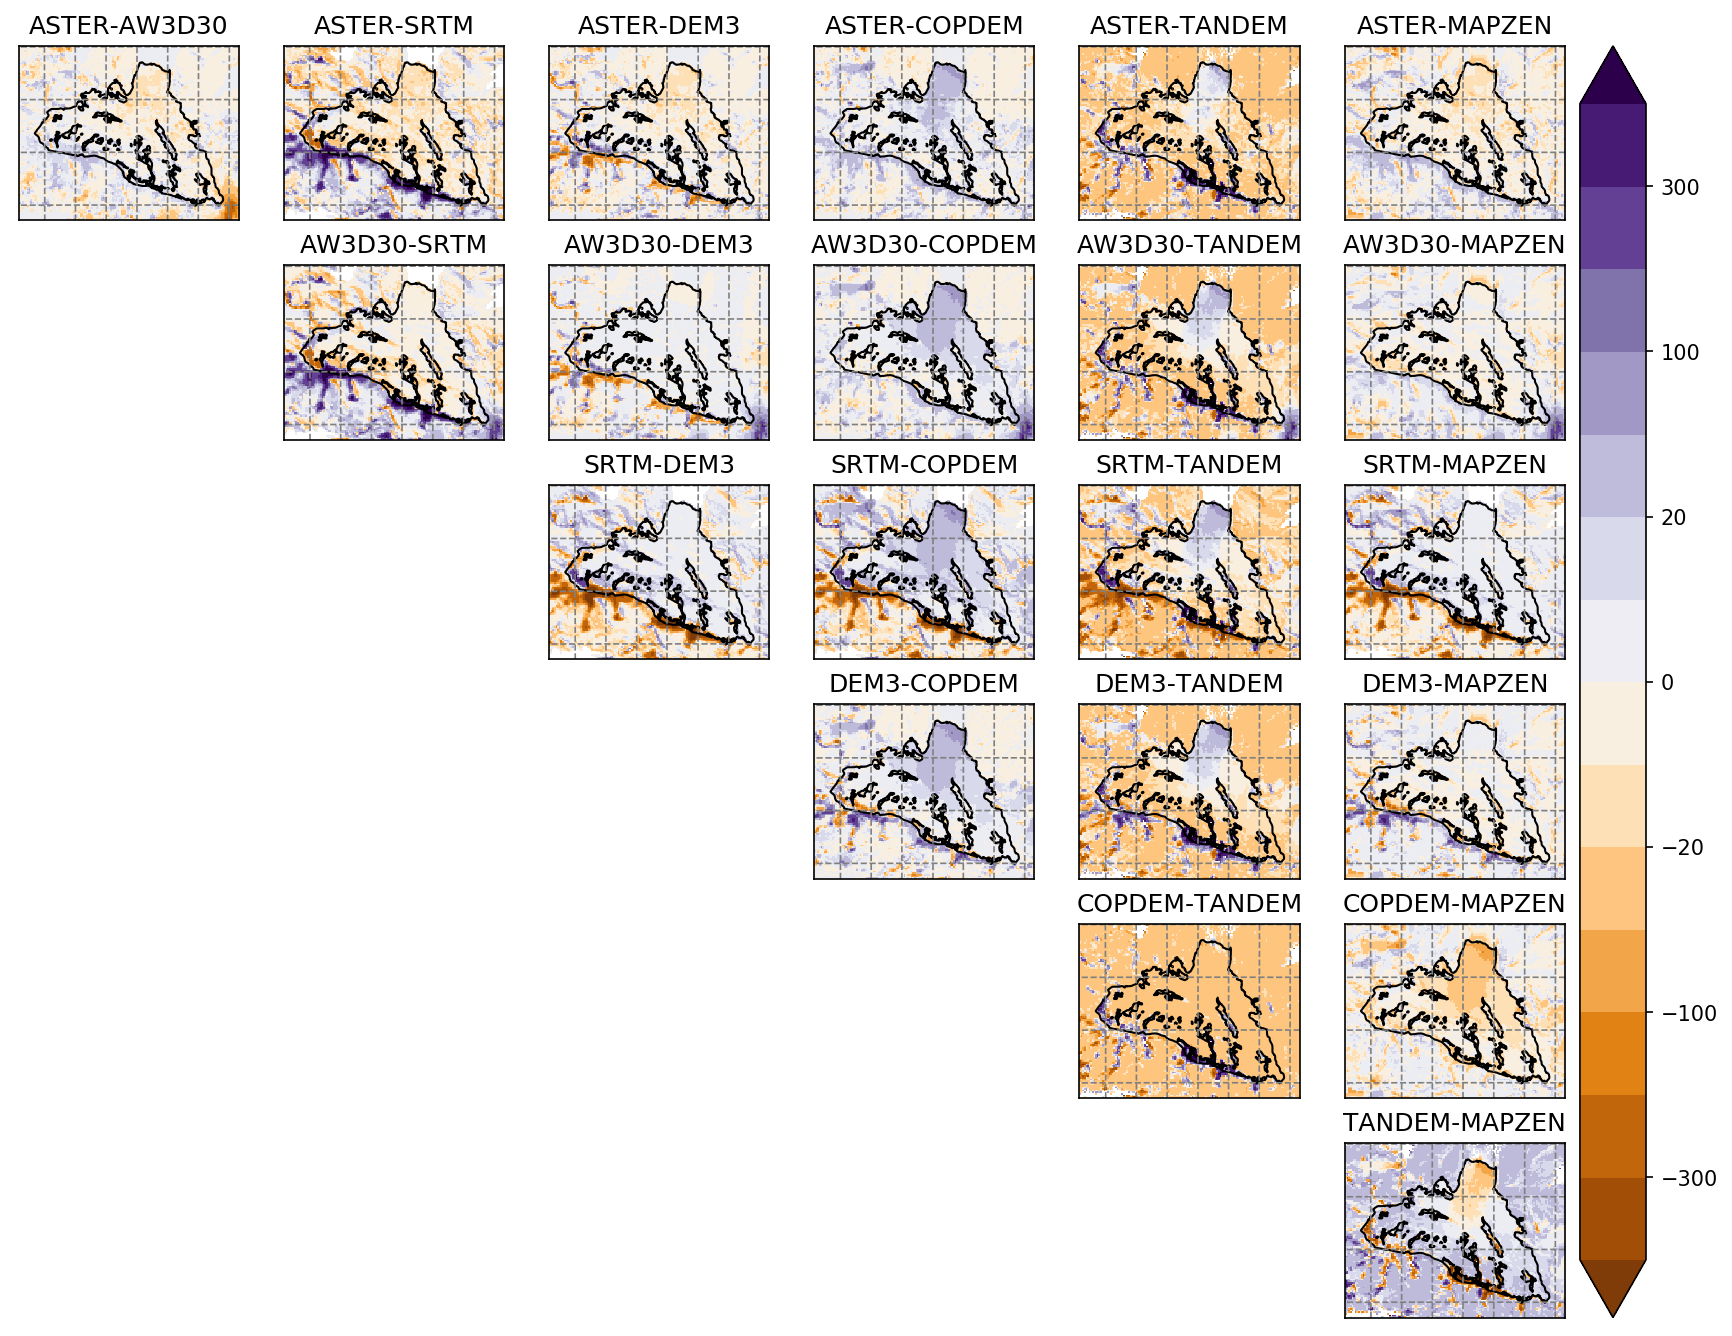 ASTER-AW3D30 ASTER-SRTM ASTER-DEM3 ASTER-COPDEM ASTER-TANDEM ASTER-MAPZEN
AW3D30-SRTM AW3D30-DEM3 AW3D30-COPDEM AW3D30-TANDEM AW3D30-MAPZEN
SRTM-DEM3 SRTM-COPDEM SRTM-TANDEM SRTM-MAPZEN
DEM3-COPDEM DEM3-TANDEM DEM3-MAPZEN
COPDEM-TANDEM COPDEM-MAPZEN
TANDEM-MAPZEN
300
100
20
0
−20
−100
−300